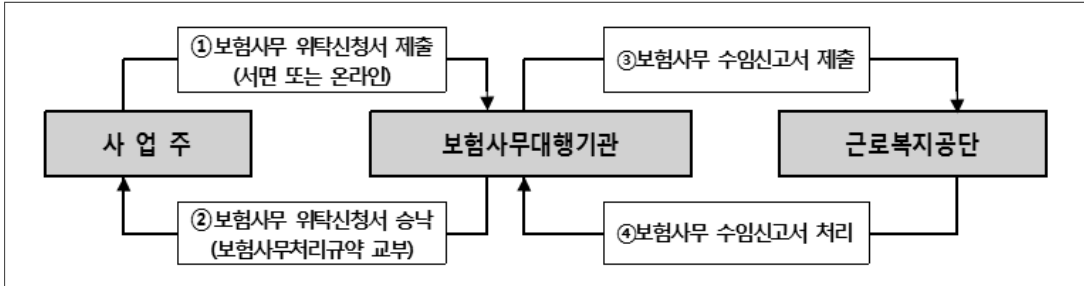 ①보험사무 위탁신청서 제출
(서면 또는 온라인)
③보험사무 수임신고서 제출
사 업 주
보험사무대행기관
근로복지공단
②보험사무 위탁신청서 승낙
(보험사무처리규약 교부)
④보험사무 수임신고서 처리